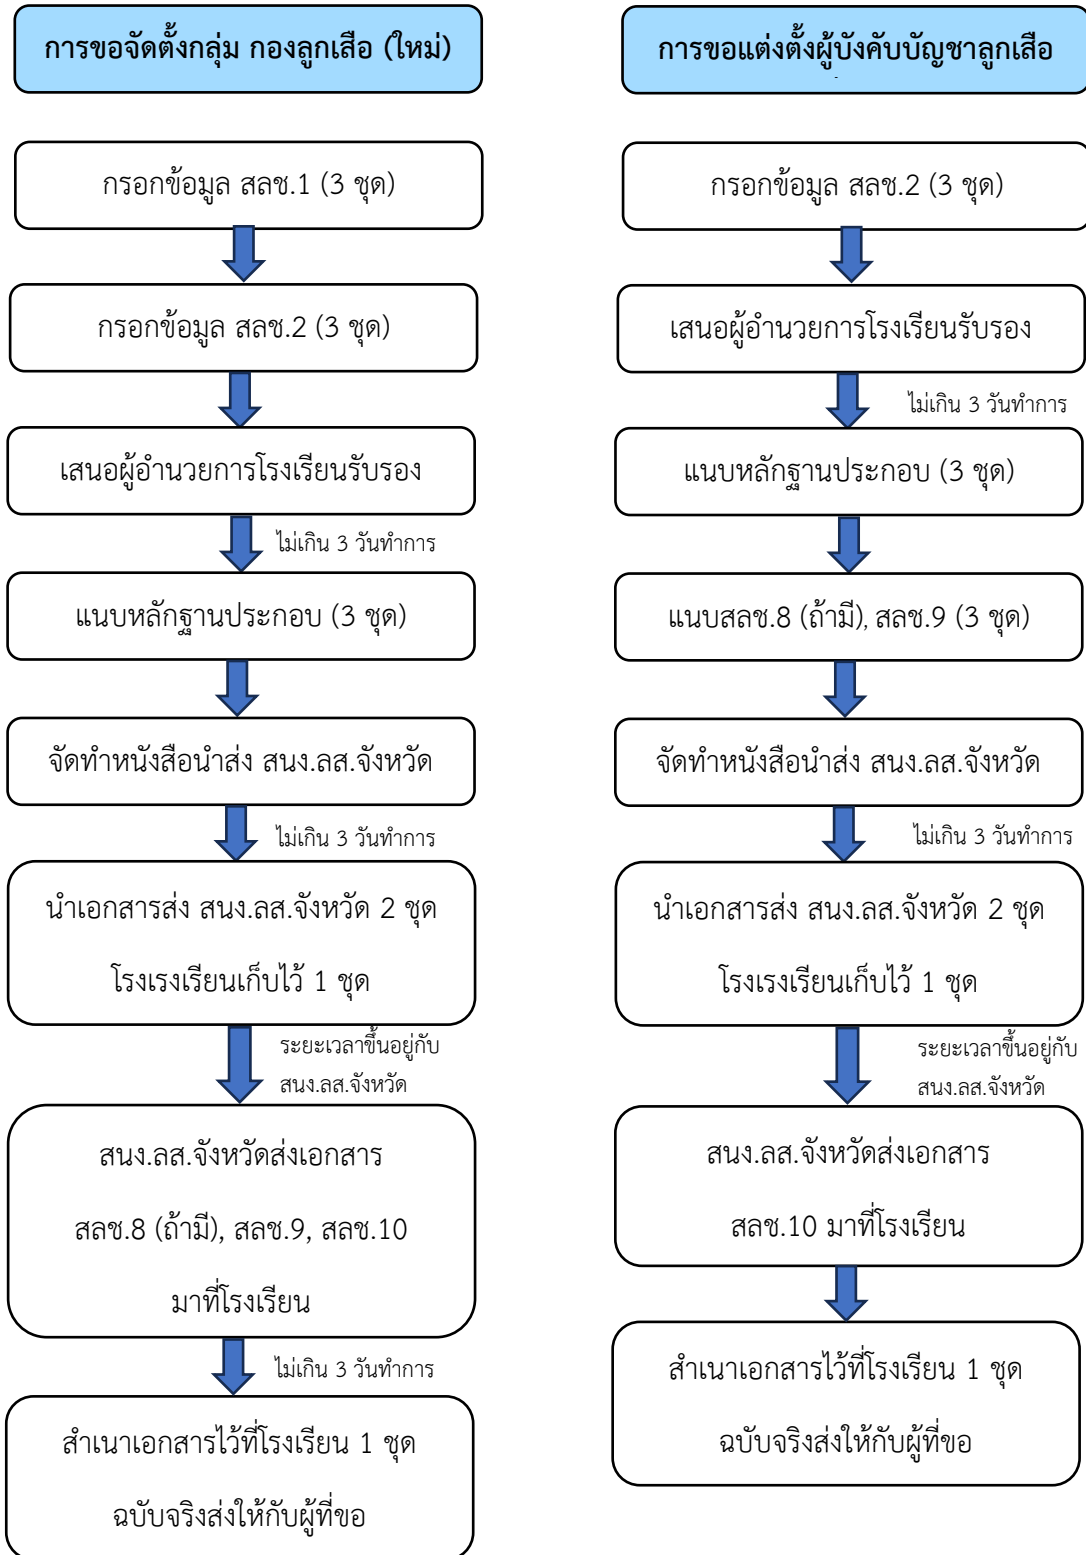 การขอจัดตั้งกลุ่ม กองลูกเสือ (ใหม่)
กรอกข้อมูล สลช.1 (3 ชุด)
กรอกข้อมูล สลช.2 (3 ชุด)
เสนอผู้อำนวยการโรงเรียนรับรอง
ไม่เกิน 3 วันทำการ
แนบหลักฐานประกอบ (3 ชุด)
จัดทำหนังสือนำส่ง สนง.ลส.จังหวัด
ไม่เกิน 3 วันทำการ
นำเอกสารส่ง สนง.ลส.จังหวัด 2 ชุด
โรงเรงเรียนเก็บไว้ 1 ชุด
ระยะเวลาขึ้นอยู่กับ
สนง.ลส.จังหวัด
สนง.ลส.จังหวัดส่งเอกสาร
สลช.8 (ถ้ามี), สลช.9, สลช.10
มาที่โรงเรียน
ไม่เกิน 3 วันทำการ
สำเนาเอกสารไว้ที่โรงเรียน 1 ชุด
ฉบับจริงส่งให้กับผู้ที่ขอ
การขอแต่งตั้งผู้บังคับบัญชาลูกเสือ
กรอกข้อมูล สลช.2 (3 ชุด)
เสนอผู้อำนวยการโรงเรียนรับรอง
ไม่เกิน 3 วันทำการ
แนบหลักฐานประกอบ (3 ชุด)
แนบสลช.8 (ถ้ามี), สลช.9 (3 ชุด)
จัดทำหนังสือนำส่ง สนง.ลส.จังหวัด
ไม่เกิน 3 วันทำการ
นำเอกสารส่ง สนง.ลส.จังหวัด 2 ชุด
โรงเรงเรียนเก็บไว้ 1 ชุด
ระยะเวลาขึ้นอยู่กับ
สนง.ลส.จังหวัด
สนง.ลส.จังหวัดส่งเอกสาร
สลช.10 มาที่โรงเรียน
สำเนาเอกสารไว้ที่โรงเรียน 1 ชุด
ฉบับจริงส่งให้กับผู้ที่ขอ